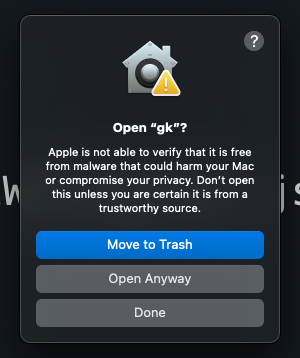 ?
Open “gk”?
Apple is not able to verify that it is free
from malware that could harm your Mac
or compromise your privacy. Don’t open
this unless you are certain it is from a
trustworthy source.
Move to Trash
Open Anyway
Done